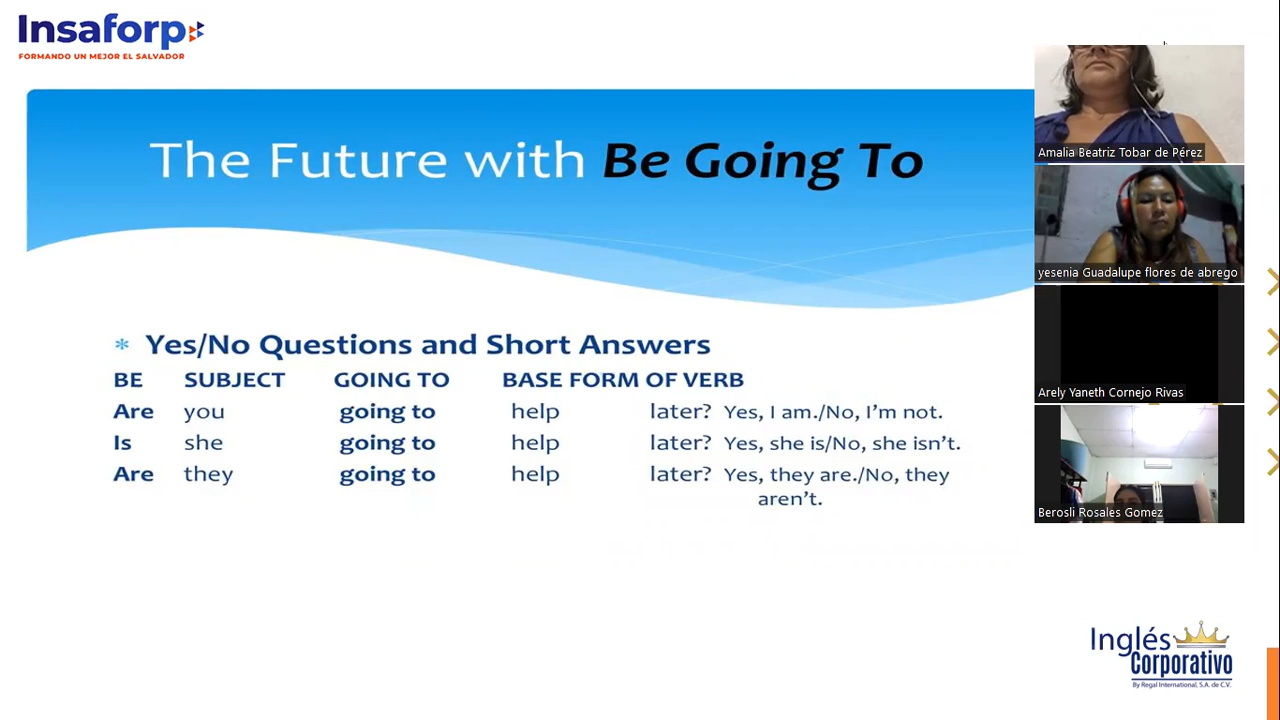 Insaforp
FORMANDO UN MEJOR EL SALVADOR
The Future with Be Going To
* Yes/No Questions and Short Answers
BE SUBJECT GOING TO BASE FORM OF VERB
Are you going to help later? Yes, I am./No, I'm not.
Is she going to help later? Yes, she is/No, she isn't.
Are they going to help later? Yes, they are./No, they
aren't.
Amalia Beatriz Tobar de Pérez
yesenia Guadalupe flores de abrego
Arely Yaneth Cornejo Rivas
Berosli Rosales Gomez
Inglés
Corporativo
By Regal International, S.A. de C.V.